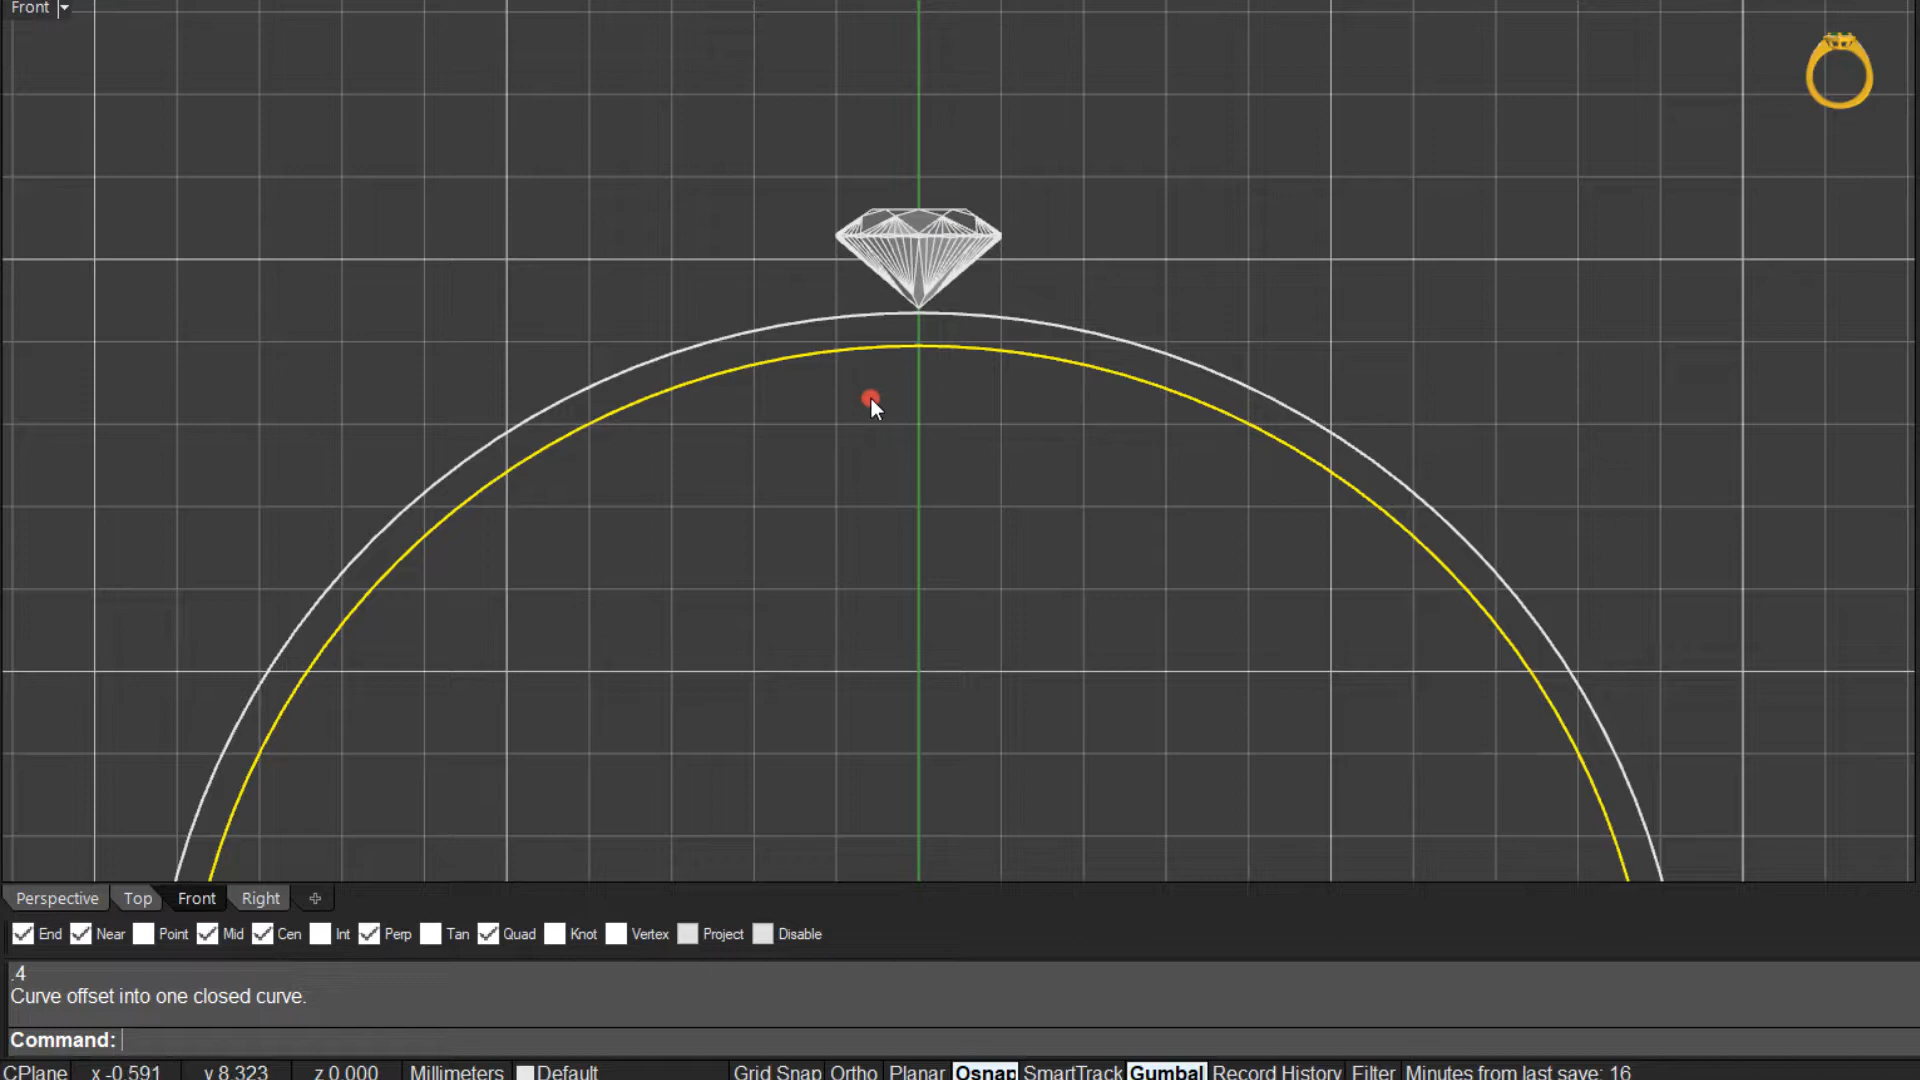 Front
Perspective Top Front Right
End Near Point Mid Cen Int Perp Tan Quad Knot Vertex Project Disable
.4
Curve offset into one closed curve.
Command:
CPlane x -0.591 y 8.323 z 0.000 Millimeters Default Grid Snap Ortho Planar Osnap SmartTrack Gumbal Record History Filter Minutes from last save: 16